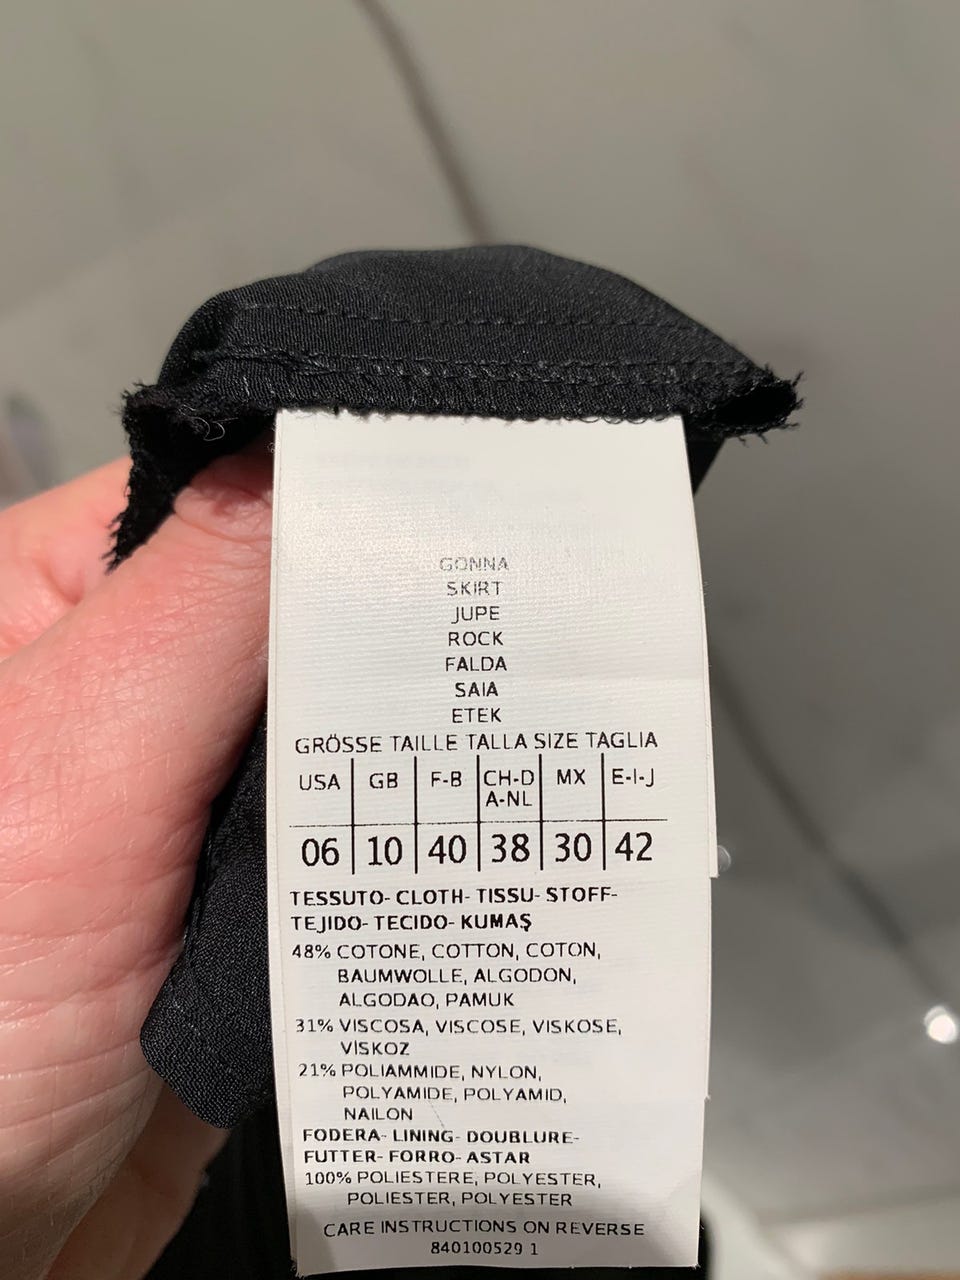 GONNA
SKIRT
JUPE
ROCK
FALDA
SAIA
ETEK
GRÖSSE TAILLE TALLA SIZE TAGLIA
USA GB F-B CH-D A-NL MX E-I-J
06 10 40 38 30 42
TESSUTO- CLOTH- TISSU- STOFF-
TEJIDO- TECIDO- KUMAŞ
48% COTONE, COTTON, COTON,
BAUMWOLLE, ALGODON,
ALGODAO, PAMUK
31% VISCOSA, VISCOSE, VISKOSE,
VİSKOZ
21% POLIAMMIDE, NYLON,
POLYAMIDE, POLYAMID,
NAILON
FODERA- LINING- DOUBLURE-
FUTTER- FORRO- ASTAR
100% POLIESTERE, POLYESTER,
POLIESTER, POLYESTER
CARE INSTRUCTIONS ON REVERSE
840100529 1